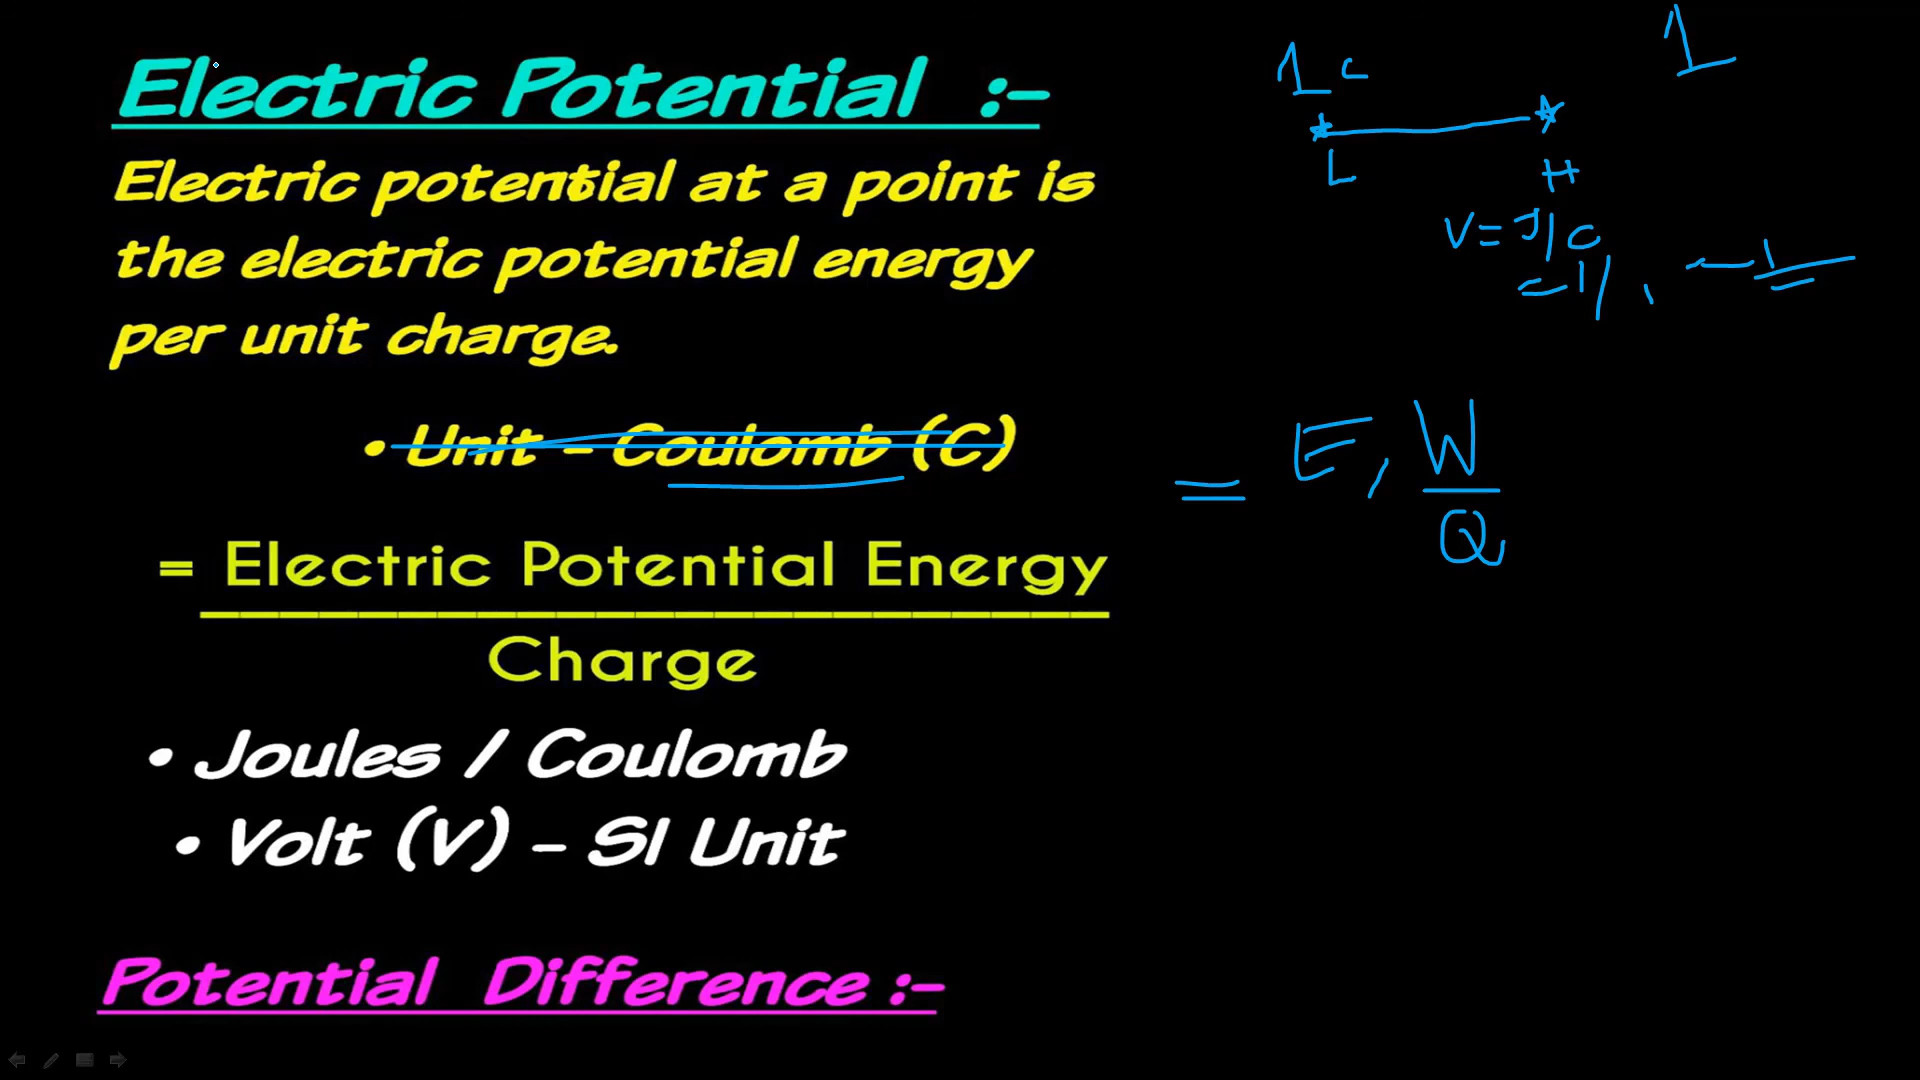 Electric Potential :-
Electric potential at a point is
the electric potential energy
per unit charge.
• Unit - Coulomb (C)
= Electric Potential Energy
Charge
• Joules / Coulomb
• Volt (V) - SI Unit
Potential Difference :-
1 C
L
H
V = J/C
1
= E, W
Q